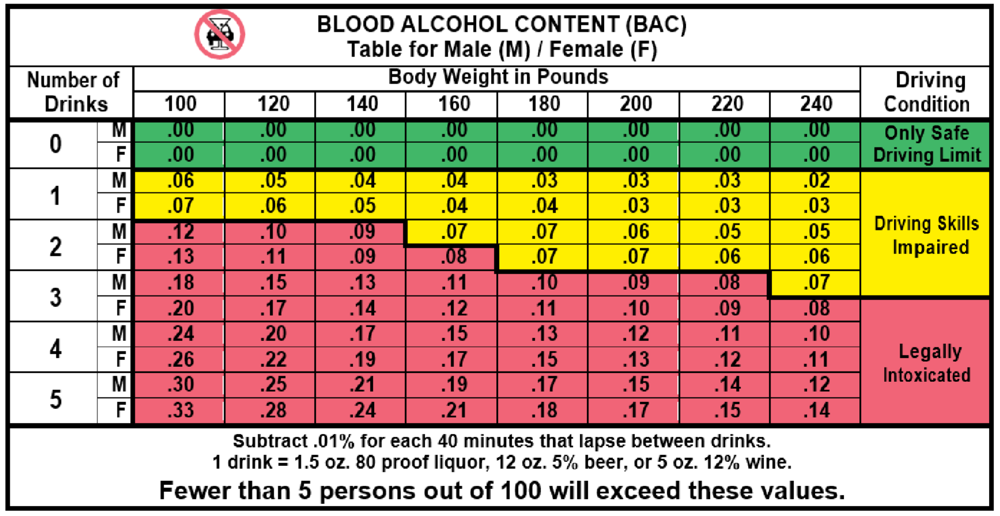 BLOOD ALCOHOL CONTENT (BAC)
Table for Male (M) / Female (F)
Number of Drinks
Body Weight in Pounds
Driving Condition
100 120 140 160 180 200 220 240
0 M .00 .00 .00 .00 .00 .00 .00 .00 Only Safe
F .00 .00 .00 .00 .00 .00 .00 .00 Driving Limit
1 M .06 .05 .04 .04 .03 .03 .03 .02
F .07 .06 .05 .04 .04 .03 .03 .03
2 M .12 .10 .09 .07 .07 .06 .05 .05 Driving Skills
F .13 .11 .09 .08 .07 .07 .06 .06 Impaired
3 M .18 .15 .13 .11 .10 .09 .08 .07
F .20 .17 .14 .12 .11 .10 .09 .08
4 M .24 .20 .17 .15 .13 .12 .11 .10
F .26 .22 .19 .17 .15 .13 .12 .11 Legally
5 M .30 .25 .21 .19 .17 .15 .14 .12 Intoxicated
F .33 .28 .24 .21 .18 .17 .15 .14
Subtract .01% for each 40 minutes that lapse between drinks.
1 drink = 1.5 oz. 80 proof liquor, 12 oz. 5% beer, or 5 oz. 12% wine.
Fewer than 5 persons out of 100 will exceed these values.